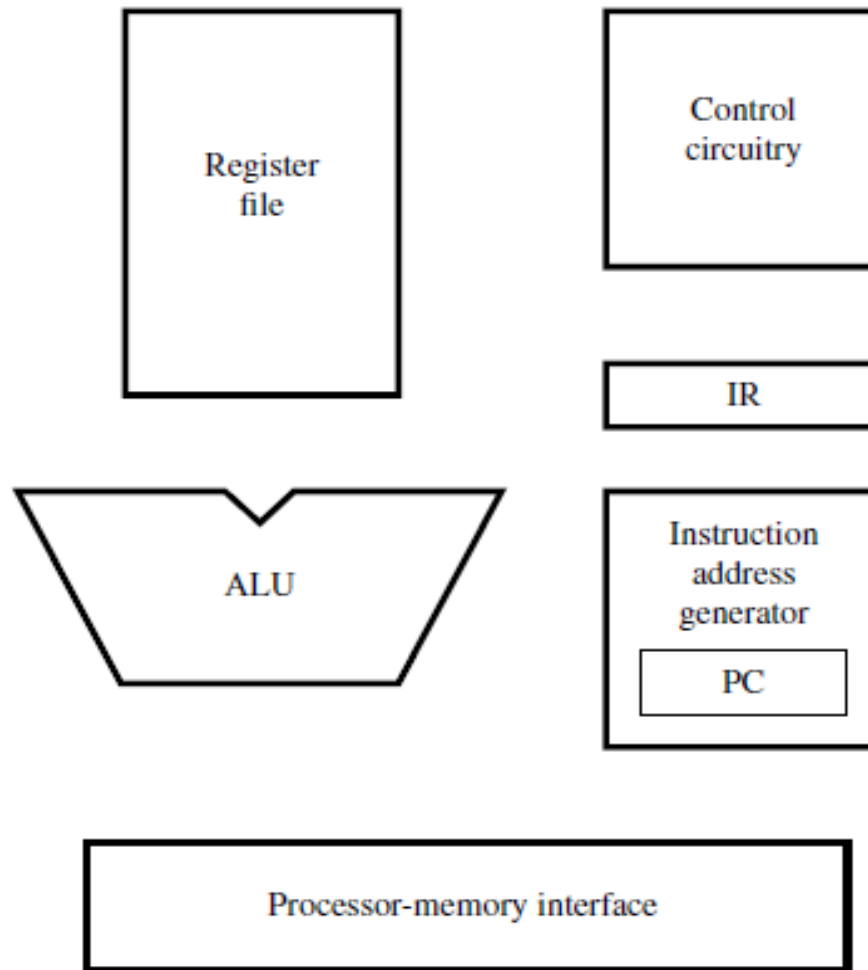 Register
file
Control
circuitry
IR
ALU
Instruction
address
generator
PC
Processor-memory interface